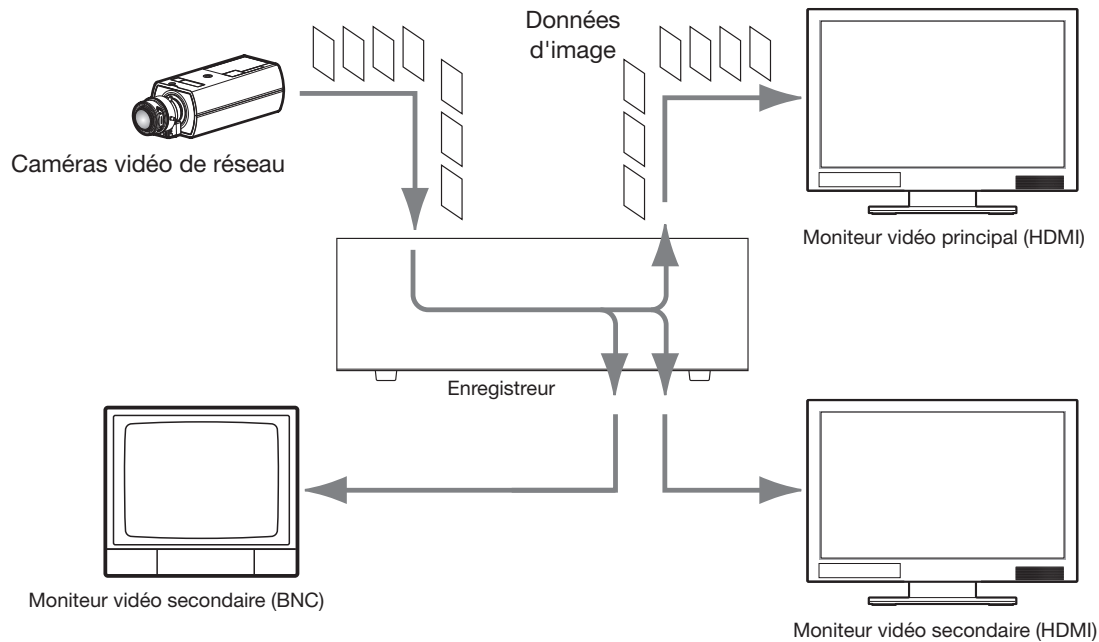 Données
d'image
Caméras vidéo de réseau
Moniteur vidéo principal (HDMI)
Enregistreur
Moniteur vidéo secondaire (BNC)
Moniteur vidéo secondaire (HDMI)